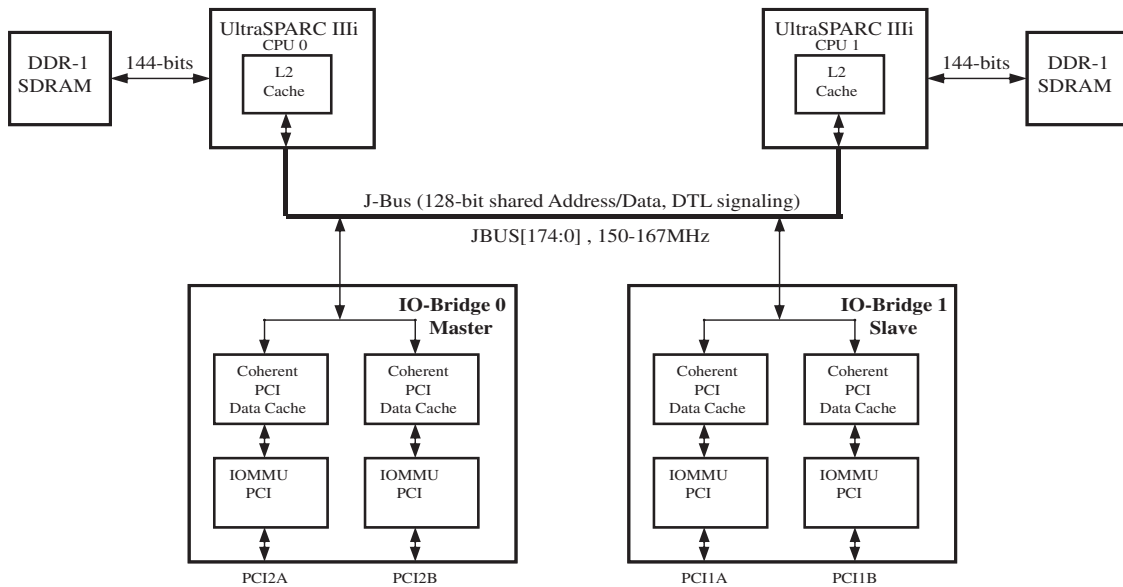 UltraSPARC IIIi
CPU 0
L2
Cache
DDR-1
SDRAM
144-bits
UltraSPARC IIIi
CPU 1
L2
Cache
144-bits
DDR-1
SDRAM
J-Bus (128-bit shared Address/Data, DTL signaling)
JBUS[174:0] , 150-167MHz
IO-Bridge 0
Master
Coherent
PCI
Data Cache
Coherent
PCI
Data Cache
IOMMU
PCI
IOMMU
PCI
PCI2A
PCI2B
IO-Bridge 1
Slave
Coherent
PCI
Data Cache
Coherent
PCI
Data Cache
IOMMU
PCI
IOMMU
PCI
PCI1A
PCI1B